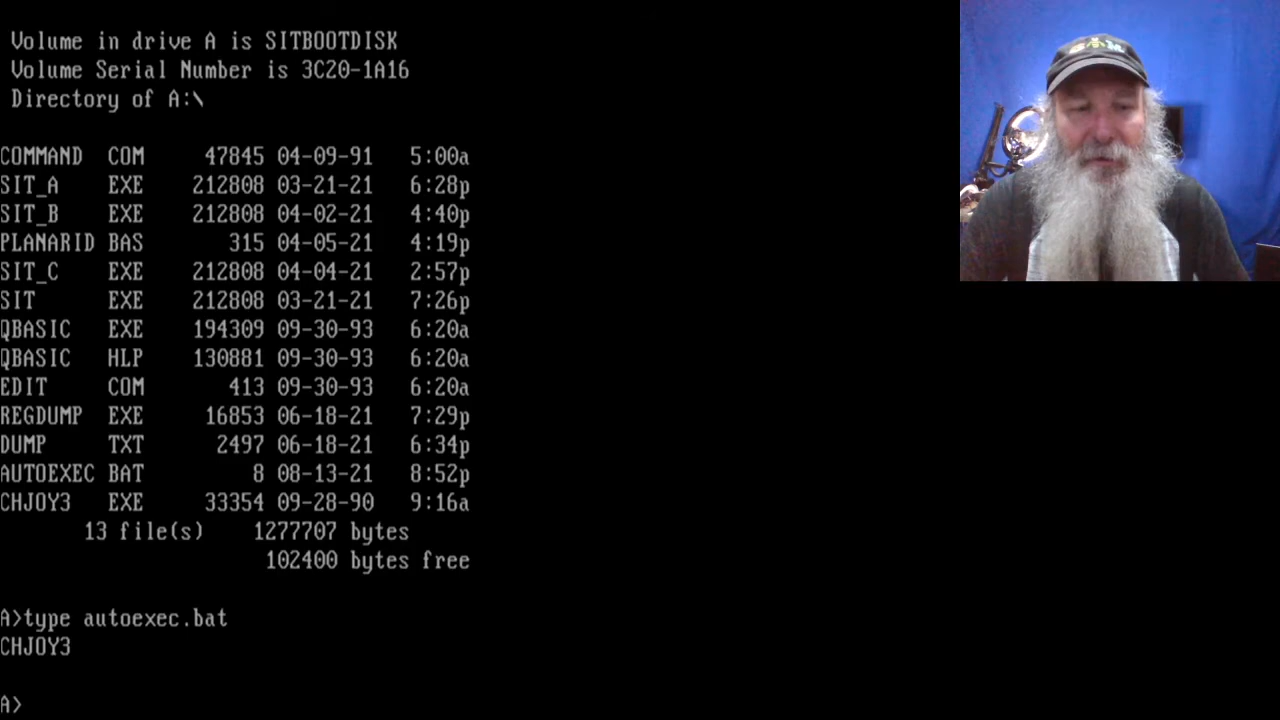 Volume in drive A is SITBOOTDISK
Volume Serial Number is 3C20-1A16
Directory of A:\
COMMAND COM 47845 04-09-91 5:00a
SIT_A EXE 212808 03-21-21 6:28p
SIT_B EXE 212808 04-02-21 4:40p
PLANARID BAS 315 04-05-21 4:19p
SIT_C EXE 212808 04-04-21 2:57p
SIT EXE 212808 03-21-21 7:26p
QBASIC EXE 194309 09-30-93 6:20a
QBASIC HLP 130881 09-30-93 6:20a
EDIT COM 413 09-30-93 6:20a
REGDUMP EXE 16853 06-18-21 7:29p
DUMP TXT 2497 06-18-21 6:34p
AUTOEXEC BAT 8 08-13-21 8:52p
CHJOY3 EXE 33354 09-28-90 9:16a
13 file(s) 1277707 bytes
102400 bytes free
A>type autoexec.bat
CHJOY3
A>